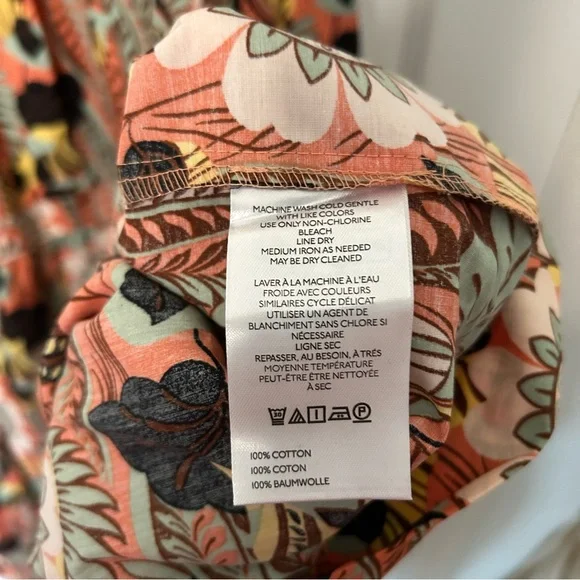 MACHINE WASH COLD GENTLE
WITH LIKE COLORS
USE ONLY NON-CHLORINE
BLEACH
LINE DRY
MEDIUM IRON AS NEEDED
MAY BE DRY CLEANED
LAVER À LA MACHINE À L'EAU
FROIDE AVEC COULEURS
SIMILAIRES CYCLE DÉLICAT
UTILISER UN AGENT DE
BLANCHIMENT SANS CHLORE SI
NÉCESSAIRE
LIGNE SEC
REPASSER, AU BESOIN, À TRÈS
MOYENNE TEMPÉRATURE
PEUT-ÊTRE ÊTRE NETTOYÉE
À SEC
P
100% COTTON
100% COTON
100% BAUMWOLLE